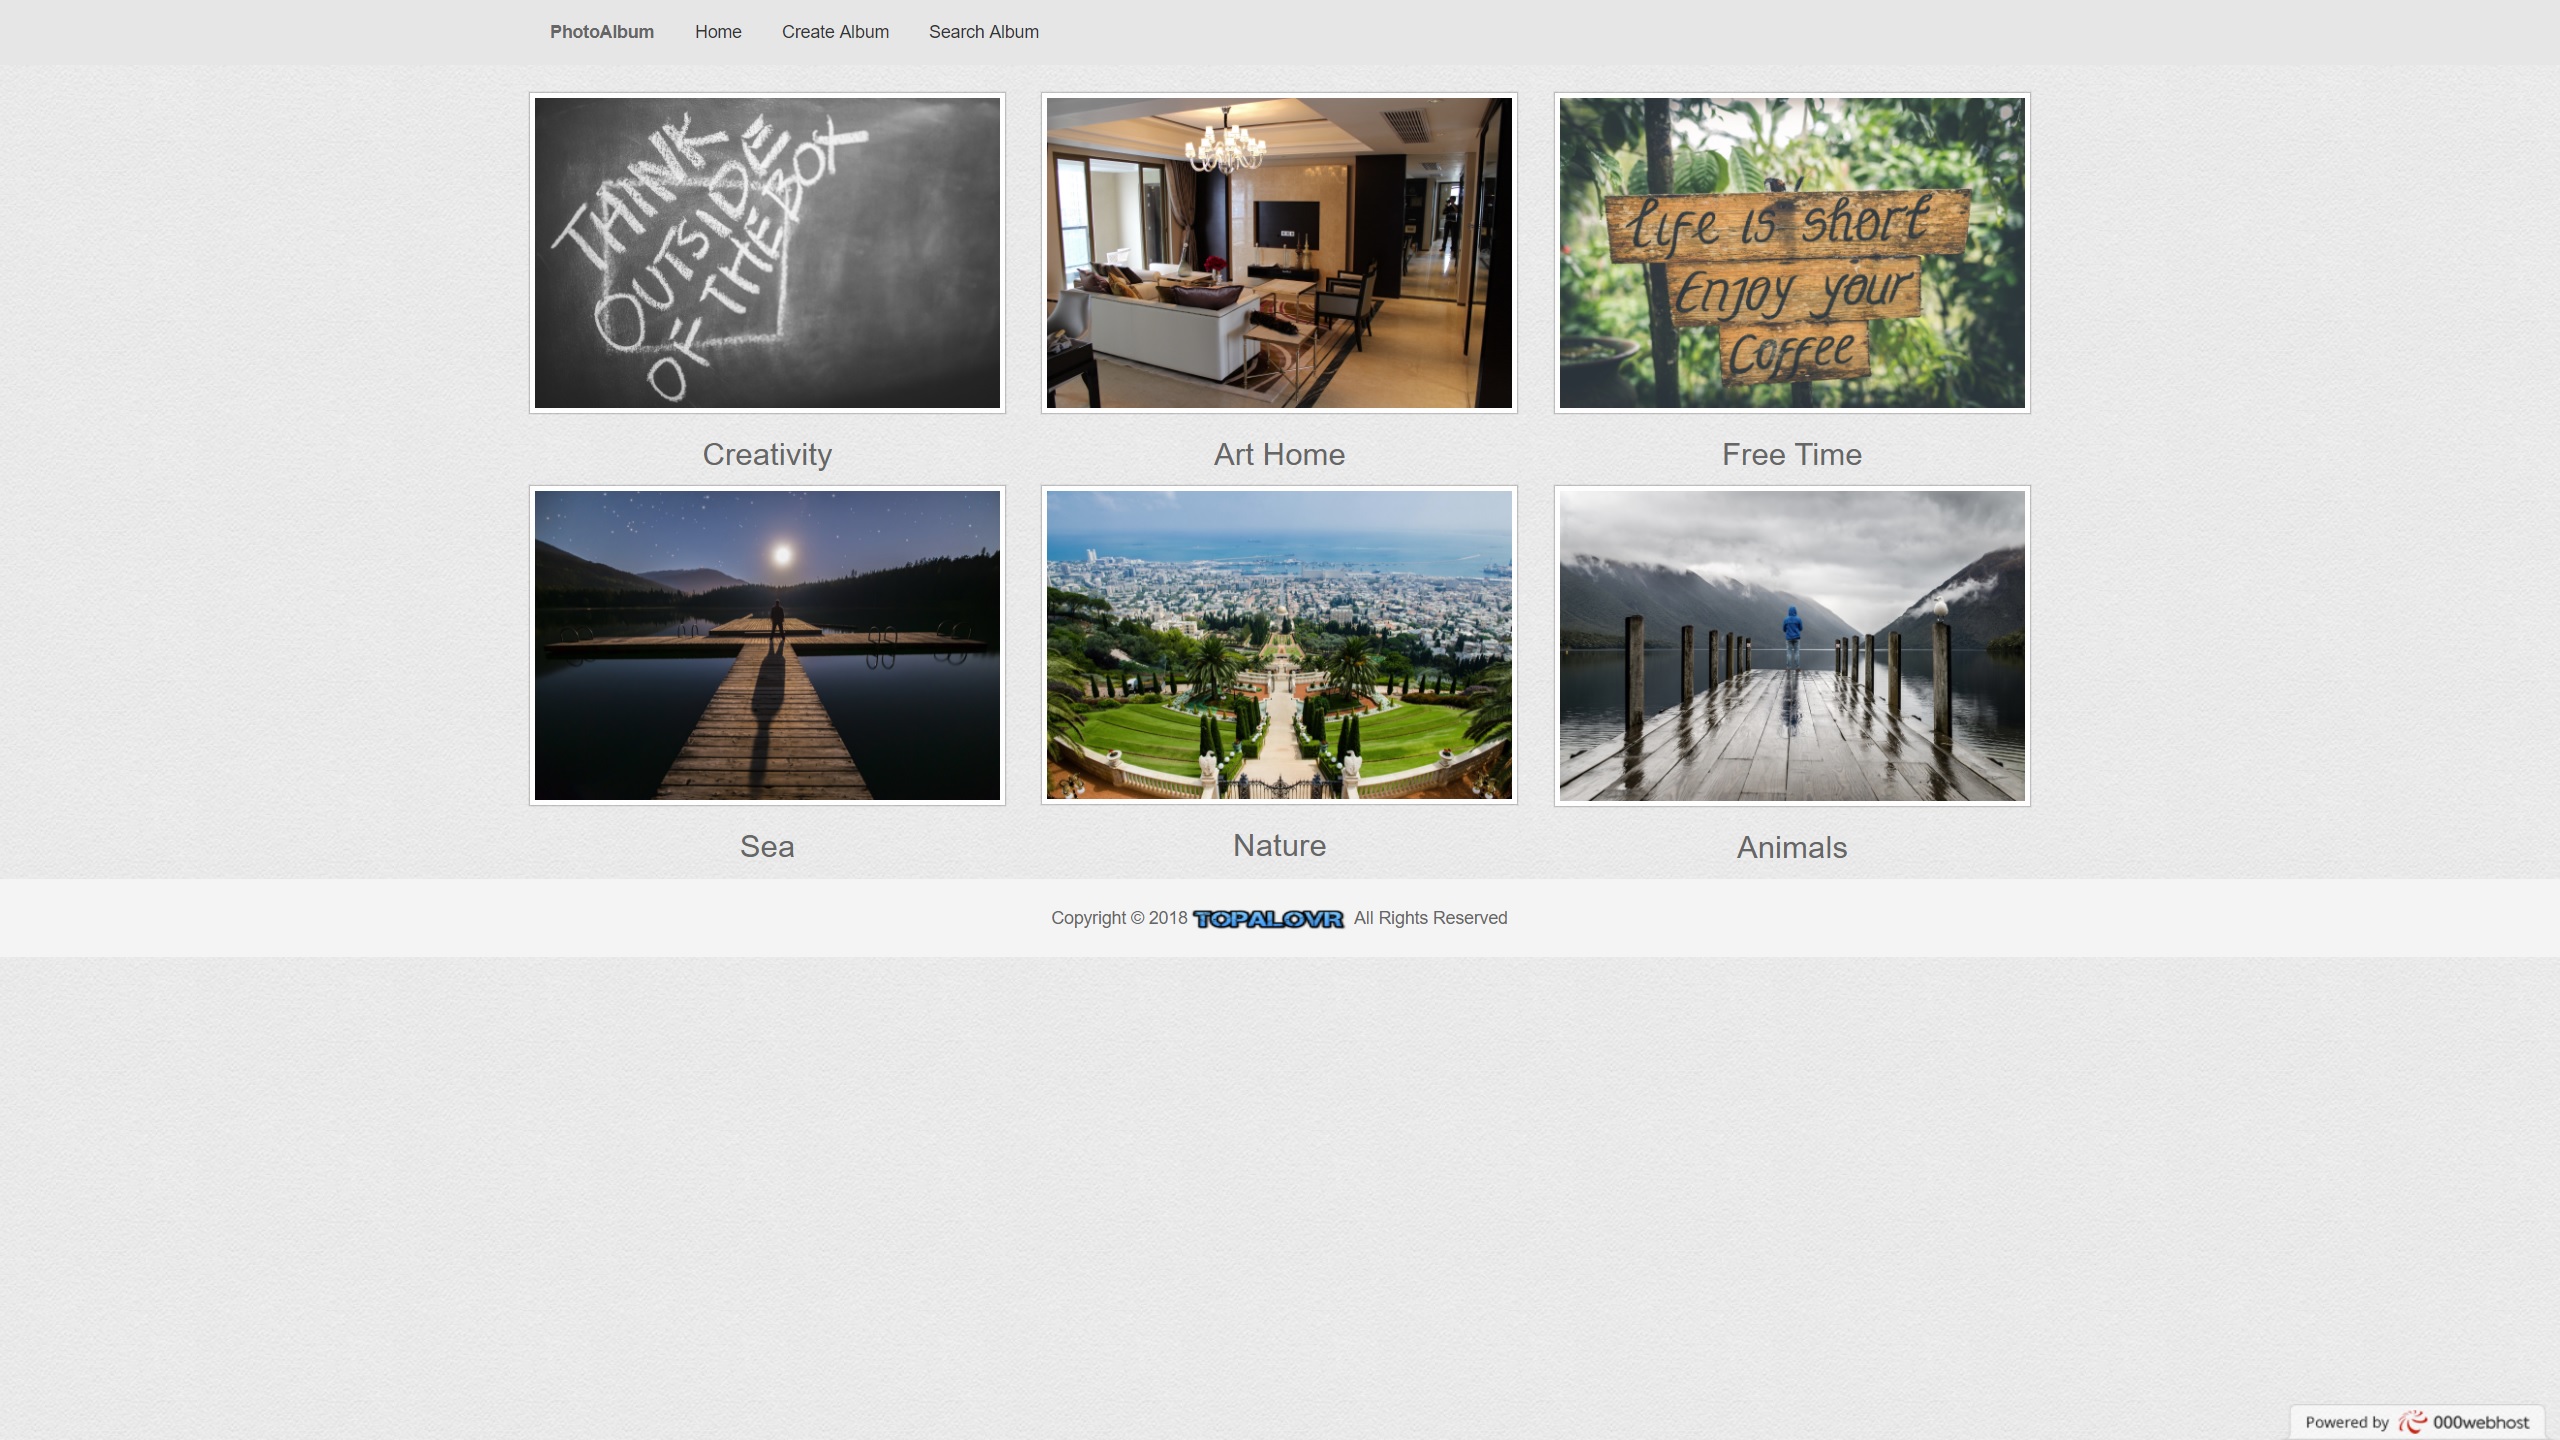 PhotoAlbum Home Create Album Search Album
THINK
OUTSIDE
OF THE BOX
Life is short
Enjoy your
Coffee
Creativity Art Home Free Time
Sea Nature Animals
Copyright © 2018 TOPALOVR All Rights Reserved
Powered by 000webhost